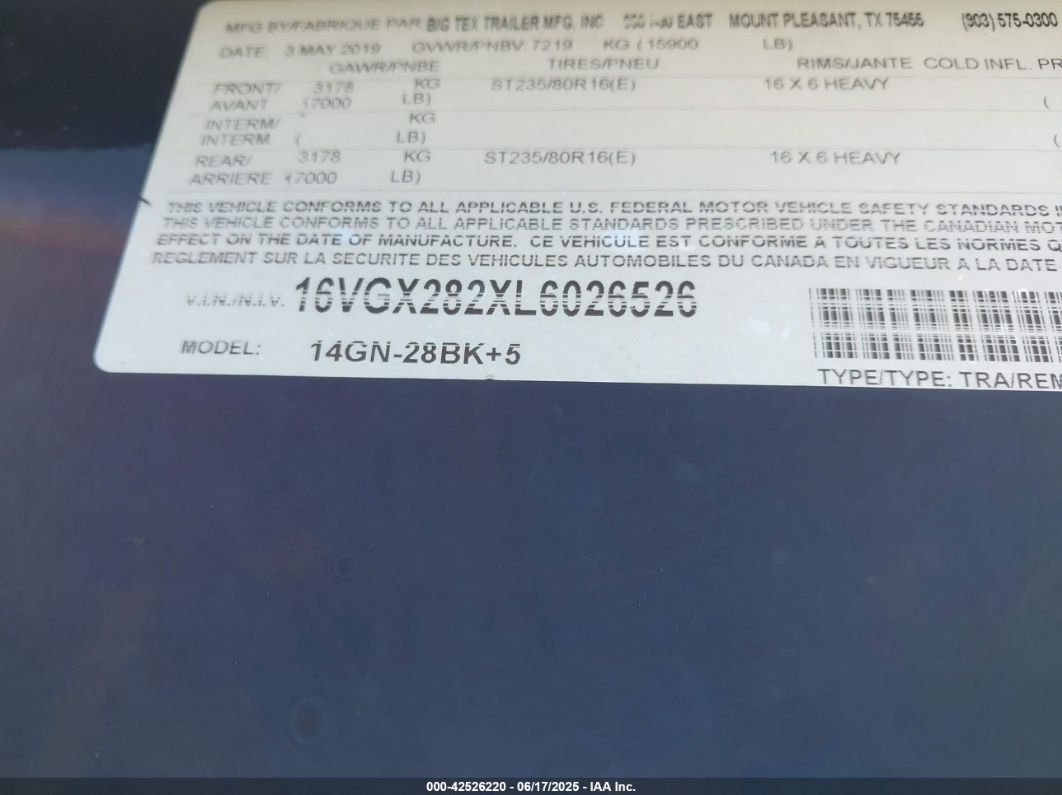 MFG BY/FABRIQUE PAR BIG TEX TRAILER MFG. INC EAST MOUNT PLEASANT, TX 75455 (903) 575-0300
DATE: 3 MAY 2019 GVWR/PNBV: 7219 KG (15900 LB)
GAWR/PNBE TIRES/PNEU RIMS/JANTE COLD INFL. PR
FRONT/ 3178 KG ST235/80R16(E) 16 X 6 HEAVY
AVANT (7000 LB) (
INTERM/ KG
INTERM. ( LB) (
REAR/ 3178 KG ST235/80R16(E) 16 X 6 HEAVY
ARRIERE (7000 LB)
THIS VEHICLE CONFORMS TO ALL APPLICABLE U.S. FEDERAL MOTOR VEHICLE SAFETY STANDARDS
THIS VEHICLE CONFORMS TO ALL APPLICABLE STANDARDS PRESCRIBED UNDER THE CANADIAN MOT
EFFECT ON THE DATE OF MANUFACTURE. CE VEHICULE EST CONFORME A TOUTES LES NORMES
REGLEMENT SUR LA SECURITE DES VEHICULES AUTOMOBILES DU CANADA EN VIGUEUR A LA DATE
V.I.N./N.I.V. 16VGX282XL6026526
MODEL: 14GN-28BK+5
TYPE/TYPE: TRA/REM
000-42526220 - 06/17/2025 - IAA Inc.